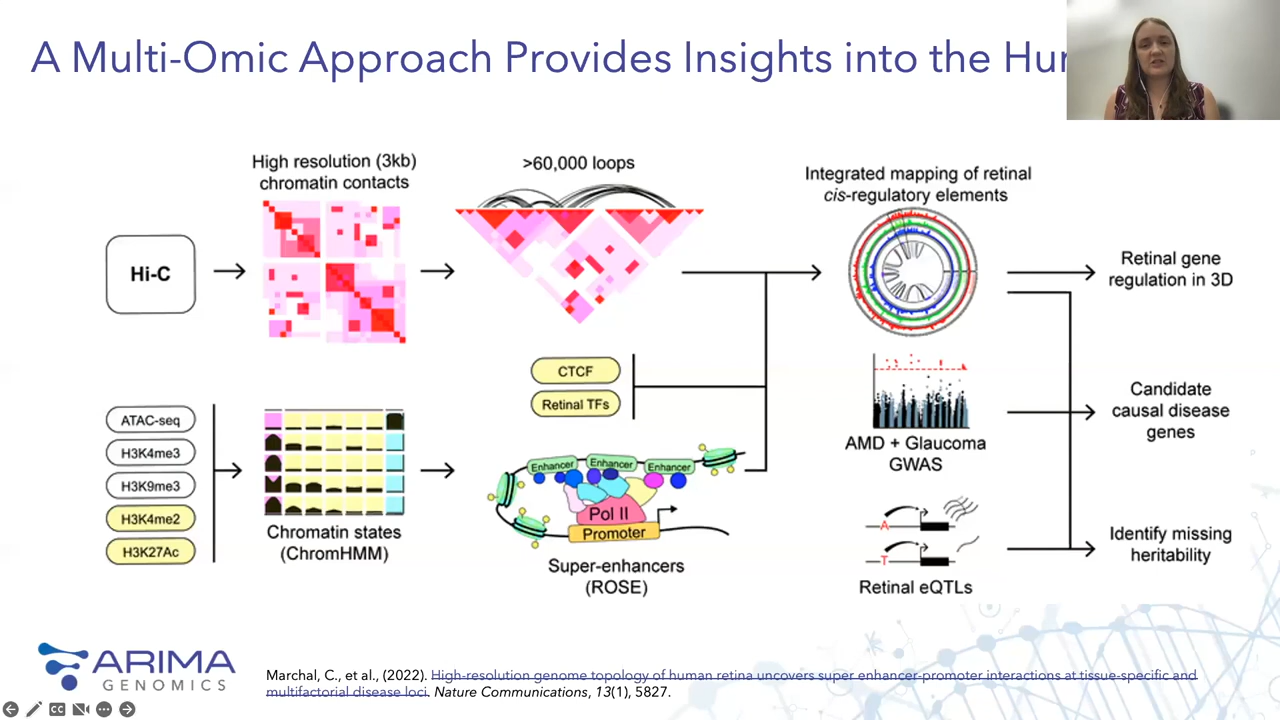 A Multi-Omic Approach Provides Insights into the Hu
High resolution (3kb)
chromatin contacts
>60,000 loops
Integrated mapping of retinal
cis-regulatory elements
Hi-C
Retinal gene
regulation in 3D
CTCF
Retinal TFs
ATAC-seq
H3K4me3
H3K9me3
H3K4me2
H3K27Ac
Chromatin states
(ChromHMM)
Enhancer
Enhancer
Enhancer
Pol II
Promoter
Super-enhancers
(ROSE)
AMD + Glaucoma
GWAS
Candidate
causal disease
genes
A
T
Retinal eQTLs
Identify missing
heritability
ARIMA
GENOMICS
Marchal, C., et al., (2022). High-resolution genome topology of human retina uncovers super enhancer-promoter interactions at tissue-specific and
multifactorial disease loci. Nature Communications, 13(1), 5827.
CC